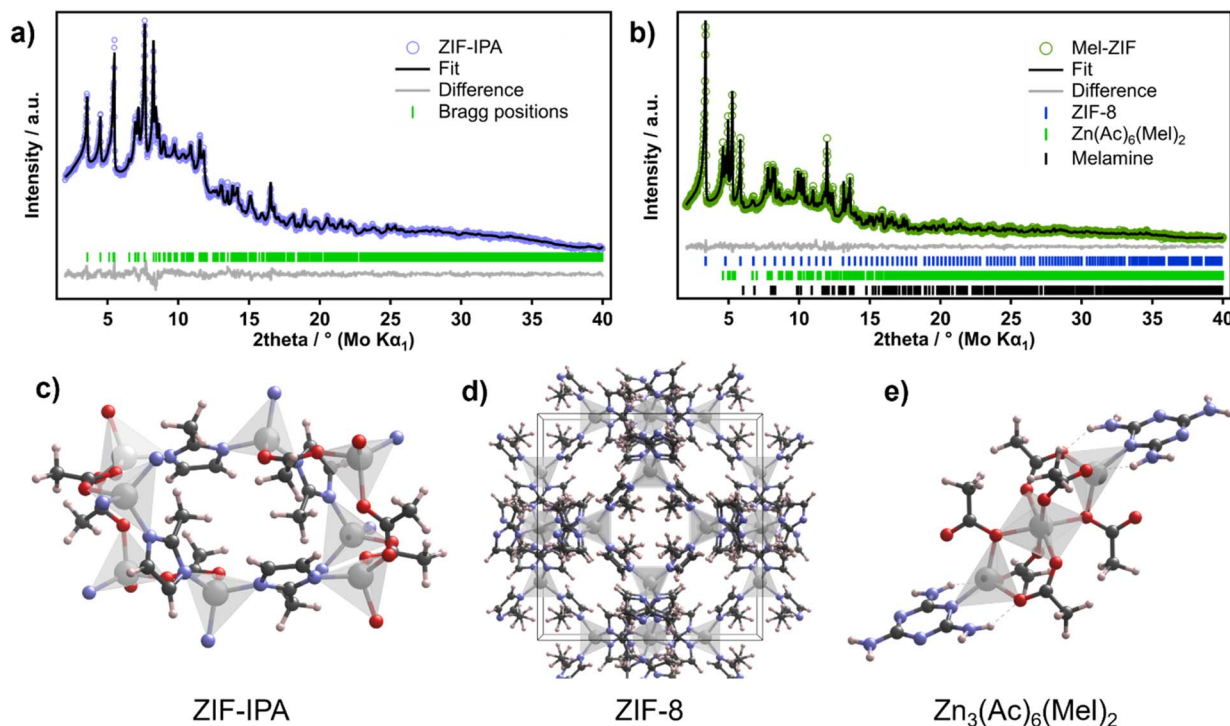 a)
ZIF-IPA
Fit
Difference
Bragg positions
Intensity / a.u.
5 10 15 20 25 30 35 40
2theta / ° (Mo Kα₁)
b)
Mel-ZIF
Fit
Difference
ZIF-8
Zn(Ac)₆(Mel)₂
Melamine
Intensity / a.u.
5 10 15 20 25 30 35 40
2theta / ° (Mo Kα₁)
c)
d)
e)
ZIF-IPA
ZIF-8
Zn₃(Ac)₆(Mel)₂